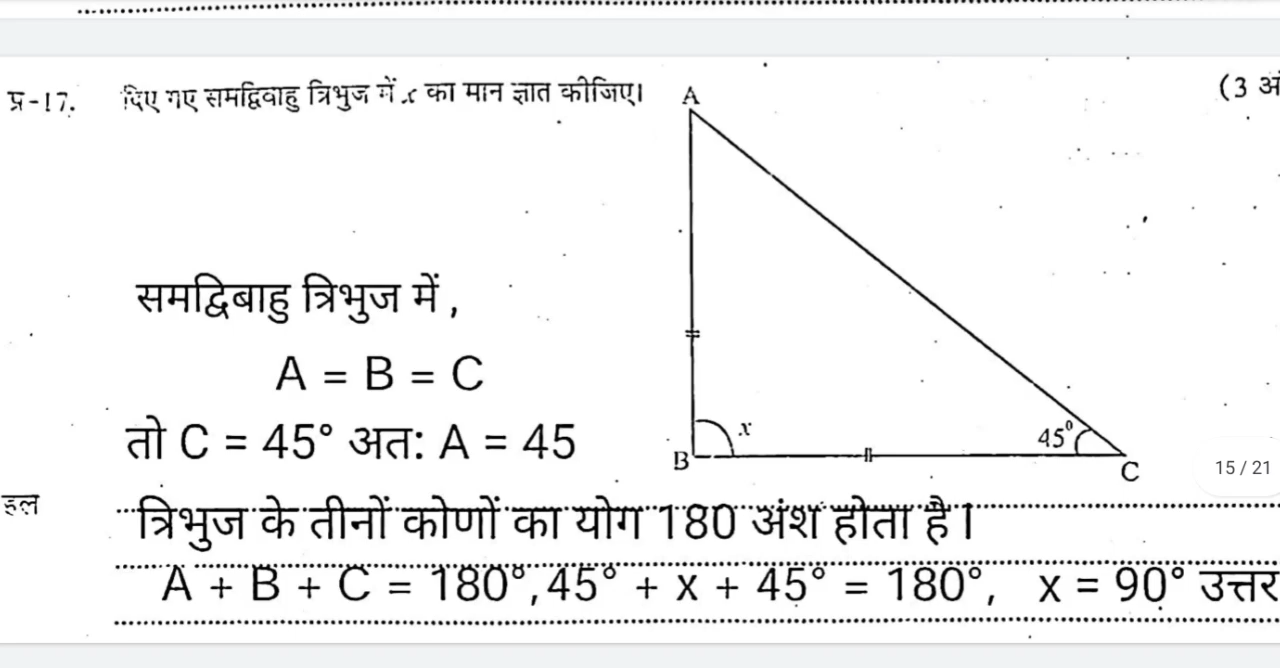 प्र-17. दिए गए समद्विवाहु त्रिभुज में x का मान ज्ञात कीजिए। (3 अं
A
समद्विबाहु त्रिभुज में ,
A = B = C
तो C = 45° अत: A = 45
x 45⁰
B C
15 / 21
हल
त्रिभुज के तीनों कोणों का योग 180 अंश होता है।
A + B + C = 180°,45° + x + 45° = 180°, x = 90° उत्तर